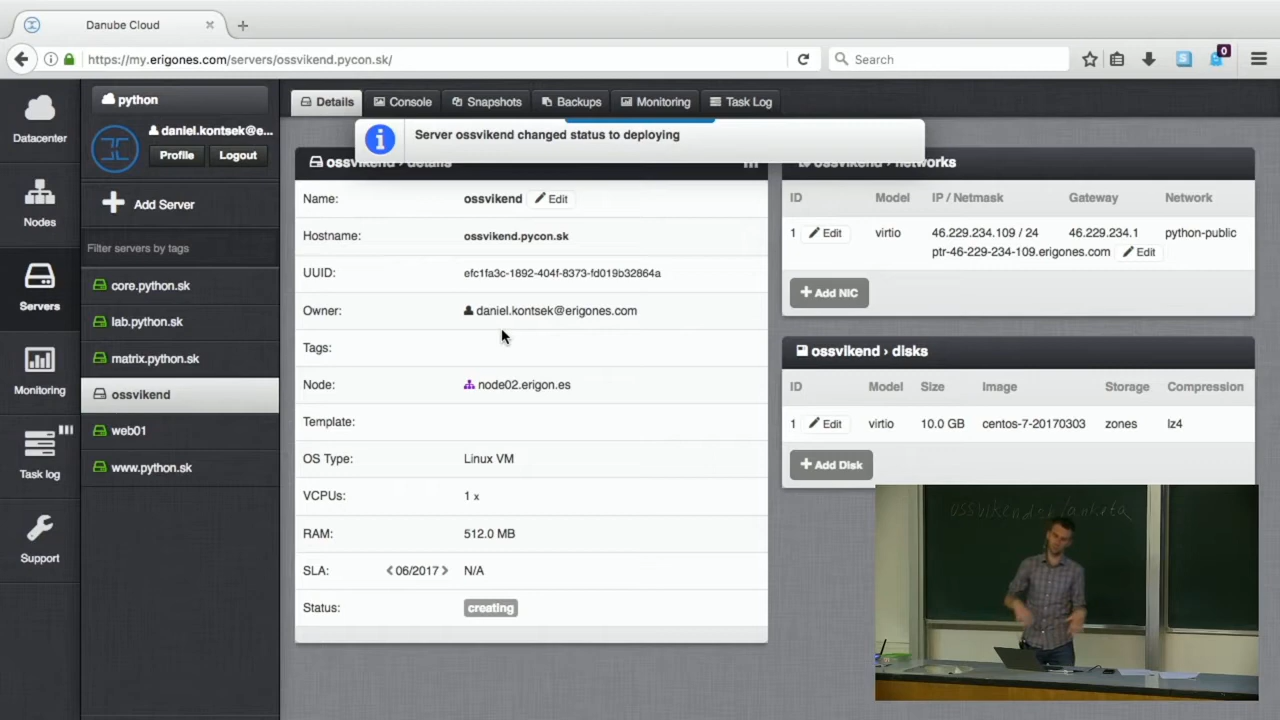 Danube Cloud
https://my.erigones.com/servers/ossvikend.pycon.sk/
Search
0
Datacenter
Nodes
Servers
Monitoring
Task log
Support
python
daniel.kontsek@e...
Profile
Logout
Add Server
Filter servers by tags
core.python.sk
lab.python.sk
matrix.python.sk
ossvikend
web01
www.python.sk
Details
Console
Snapshots
Backups
Monitoring
Task Log
Server ossvikend changed status to deploying
ossvikend › details
Name: ossvikend Edit
Hostname: ossvikend.pycon.sk
UUID: efc1fa3c-1892-404f-8373-fd019b32864a
Owner: daniel.kontsek@erigones.com
Tags:
Node: node02.erigon.es
Template:
OS Type: Linux VM
VCPUs: 1 x
RAM: 512.0 MB
SLA: 06/2017 N/A
Status: creating
ossvikend › networks
ID Model IP / Netmask Gateway Network
1 Edit virtio 46.229.234.109 / 24 46.229.234.1 python-public
ptr-46-229-234-109.erigones.com Edit
Add NIC
ossvikend › disks
ID Model Size Image Storage Compression
1 Edit virtio 10.0 GB centos-7-20170303 zones lz4
Add Disk